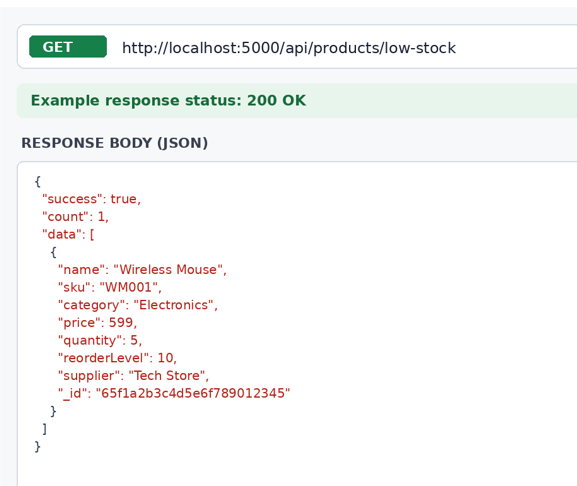 GET http://localhost:5000/api/products/low-stock
Example response status: 200 OK
RESPONSE BODY (JSON)
{
"success": true,
"count": 1,
"data": [
{
"name": "Wireless Mouse",
"sku": "WM001",
"category": "Electronics",
"price": 599,
"quantity": 5,
"reorderLevel": 10,
"supplier": "Tech Store",
"_id": "65f1a2b3c4d5e6f789012345"
}
]
}